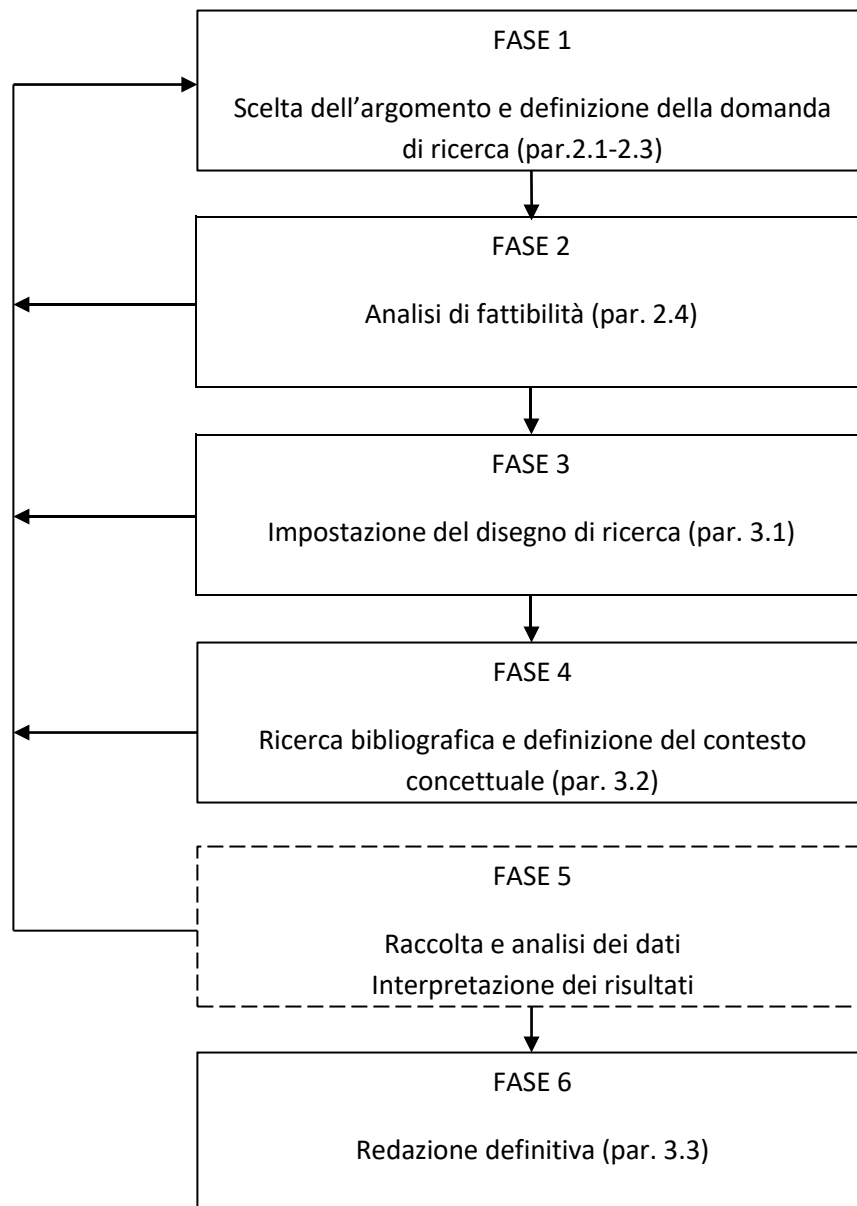 FASE 1
Scelta dell’argomento e definizione della domanda
di ricerca (par.2.1-2.3)
FASE 2
Analisi di fattibilità (par. 2.4)
FASE 3
Impostazione del disegno di ricerca (par. 3.1)
FASE 4
Ricerca bibliografica e definizione del contesto
concettuale (par. 3.2)
FASE 5
Raccolta e analisi dei dati
Interpretazione dei risultati
FASE 6
Redazione definitiva (par. 3.3)